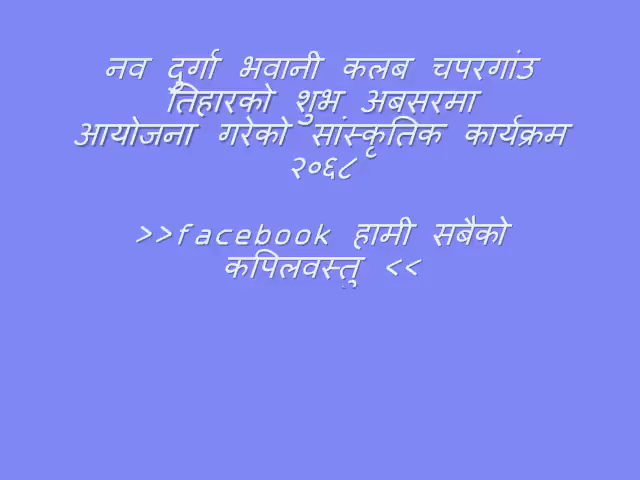 नव दुर्गा भवानी कलब चपरगांउ
तिहारको शुभ अबसरमा
आयोजना गरेको सांस्कृतिक कार्यक्रम
२०६८
>>facebook हामी सबैको
कपिलवस्तु <<